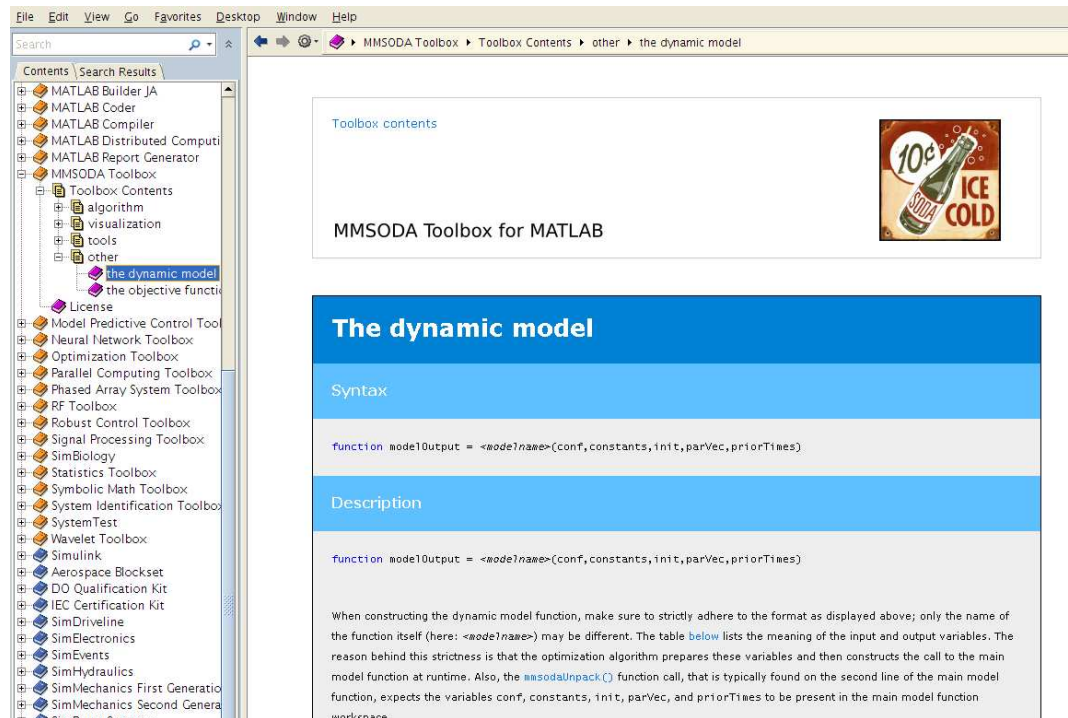 File Edit View Go Favorites Desktop Window Help
Search
MMSODA Toolbox Toolbox Contents other the dynamic model
Contents Search Results
MATLAB Builder JA
MATLAB Coder
MATLAB Compiler
MATLAB Distributed Computi
MATLAB Report Generator
MMSODA Toolbox
Toolbox Contents
algorithm
visualization
tools
other
the dynamic model
the objective functi
License
Model Predictive Control Tool
Neural Network Toolbox
Optimization Toolbox
Parallel Computing Toolbox
Phased Array System Toolbox
RF Toolbox
Robust Control Toolbox
Signal Processing Toolbox
SimBiology
Statistics Toolbox
Symbolic Math Toolbox
System Identification Toolbox
SystemTest
Wavelet Toolbox
Simulink
Aerospace Blockset
DO Qualification Kit
IEC Certification Kit
SimDriveline
SimElectronics
SimEvents
SimHydraulics
SimMechanics First Generatio
SimMechanics Second Genera
Toolbox contents
10¢
SODA
ICE
COLD
MMSODA Toolbox for MATLAB
The dynamic model
Syntax
function modelOutput = <modelname>(conf,constants,init,parVec,priorTimes)
Description
function modelOutput = <modelname>(conf,constants,init,parVec,priorTimes)
When constructing the dynamic model function, make sure to strictly adhere to the format as displayed above; only the name of
the function itself (here: <modelname>) may be different. The table below lists the meaning of the input and output variables. The
reason behind this strictness is that the optimization algorithm prepares these variables and then constructs the call to the main
model function at runtime. Also, the mmsodaUnpack() function call, that is typically found on the second line of the main model
function, expects the variables conf, constants, init, parVec, and priorTimes to be present in the main model function
workspace.